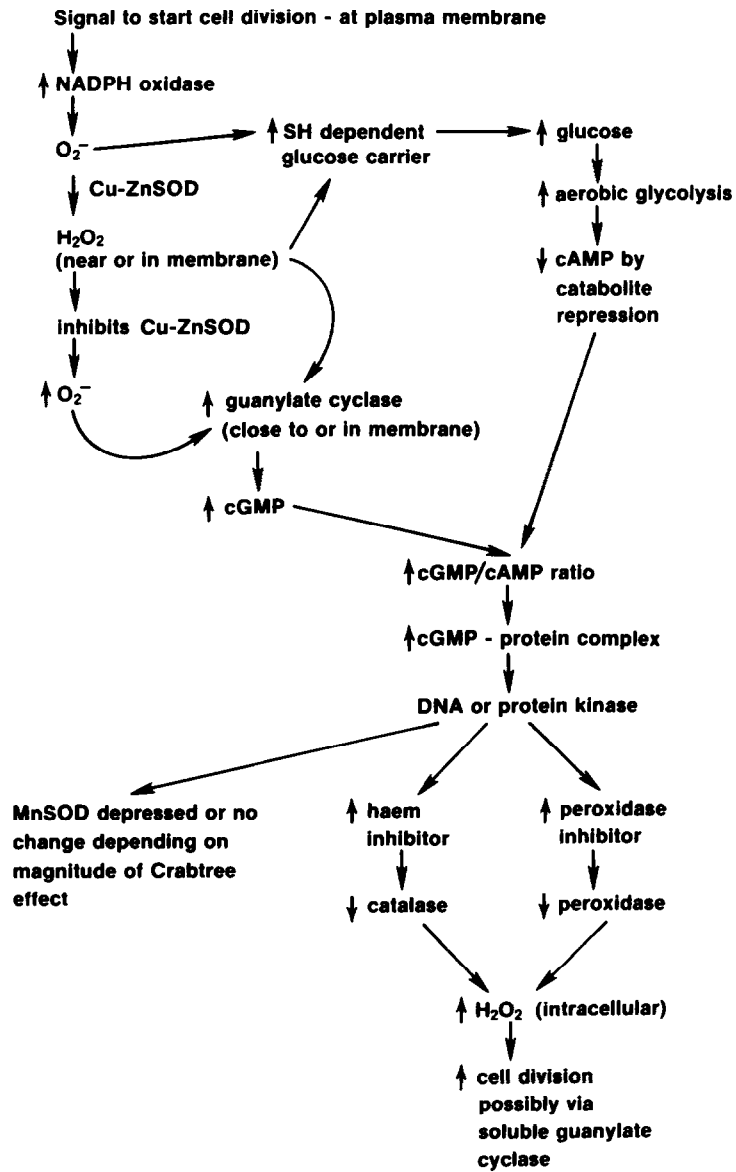 Signal to start cell division - at plasma membrane
↑ NADPH oxidase
O₂⁻
↑ SH dependent
glucose carrier
↑ glucose
Cu-ZnSOD
↑ aerobic glycolysis
H₂O₂
(near or in membrane)
↓ cAMP by
catabolite
repression
inhibits Cu-ZnSOD
↑ O₂⁻
↑ guanylate cyclase
(close to or in membrane)
↑ cGMP
↑ cGMP/cAMP ratio
↑ cGMP - protein complex
DNA or protein kinase
MnSOD depressed or no
change depending on
magnitude of Crabtree
effect
↑ haem
inhibitor
↑ peroxidase
inhibitor
↓ catalase
↓ peroxidase
↑ H₂O₂ (intracellular)
↑ cell division
possibly via
soluble guanylate
cyclase